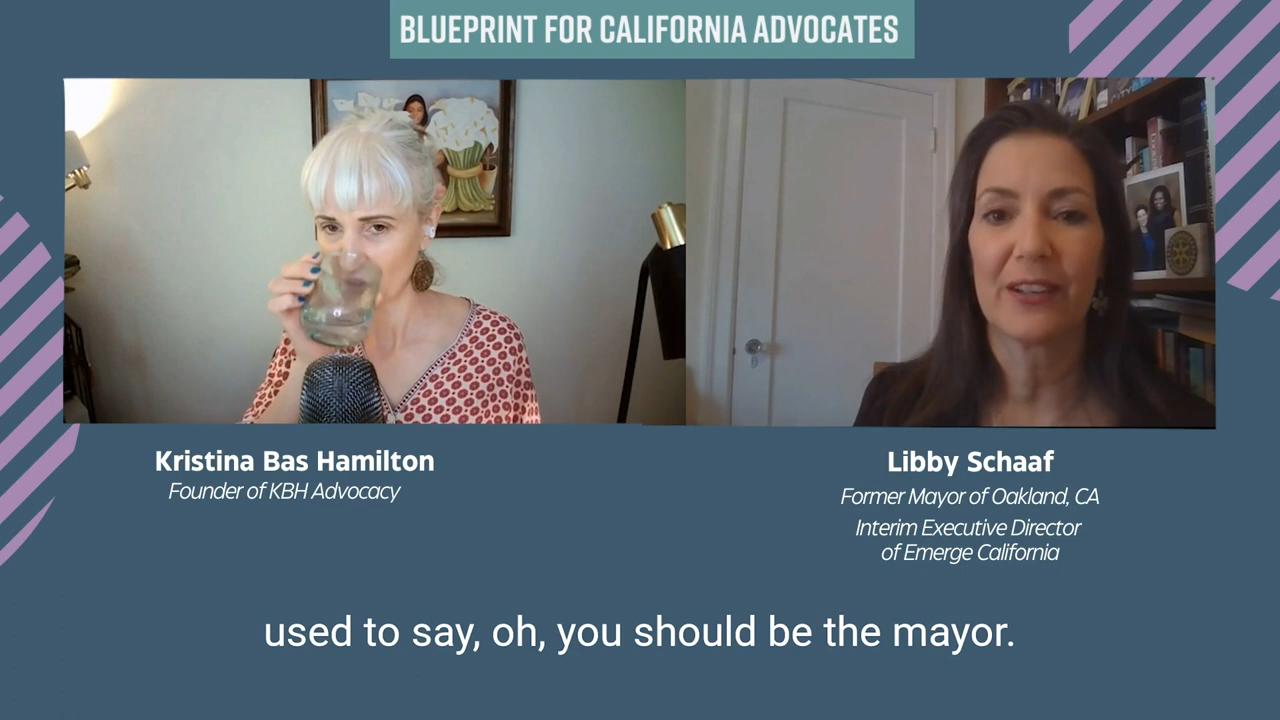 BLUEPRINT FOR CALIFORNIA ADVOCATES
Kristina Bas Hamilton
Founder of KBH Advocacy
Libby Schaaf
Former Mayor of Oakland, CA
Interim Executive Director
of Emerge California
used to say, oh, you should be the mayor.